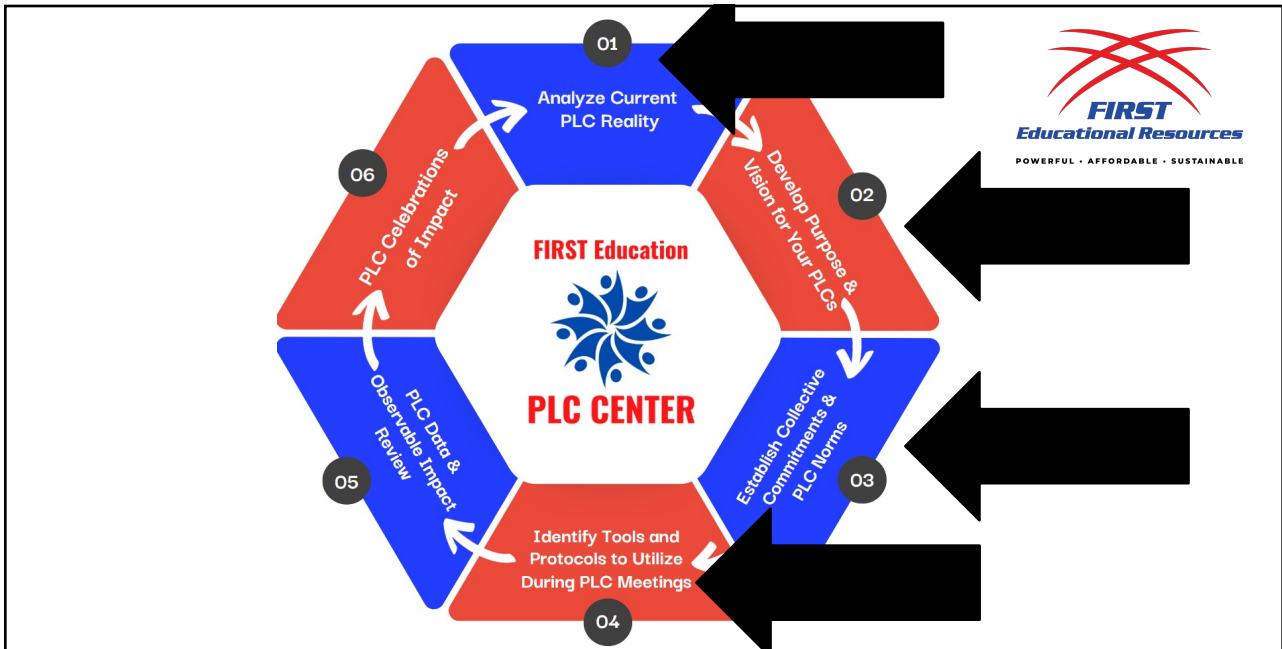 01
Analyze Current
PLC Reality
02
Develop Purpose &
Vision for Your PLCs
03
Establish Collective
Commitments &
PLC Norms
04
Identify Tools and
Protocols to Utilize
During PLC Meetings
05
PLC Data &
Observable Impact
Review
06
PLC Celebrations
of Impact
FIRST Education
PLC CENTER
FIRST
Educational Resources
POWERFUL • AFFORDABLE • SUSTAINABLE